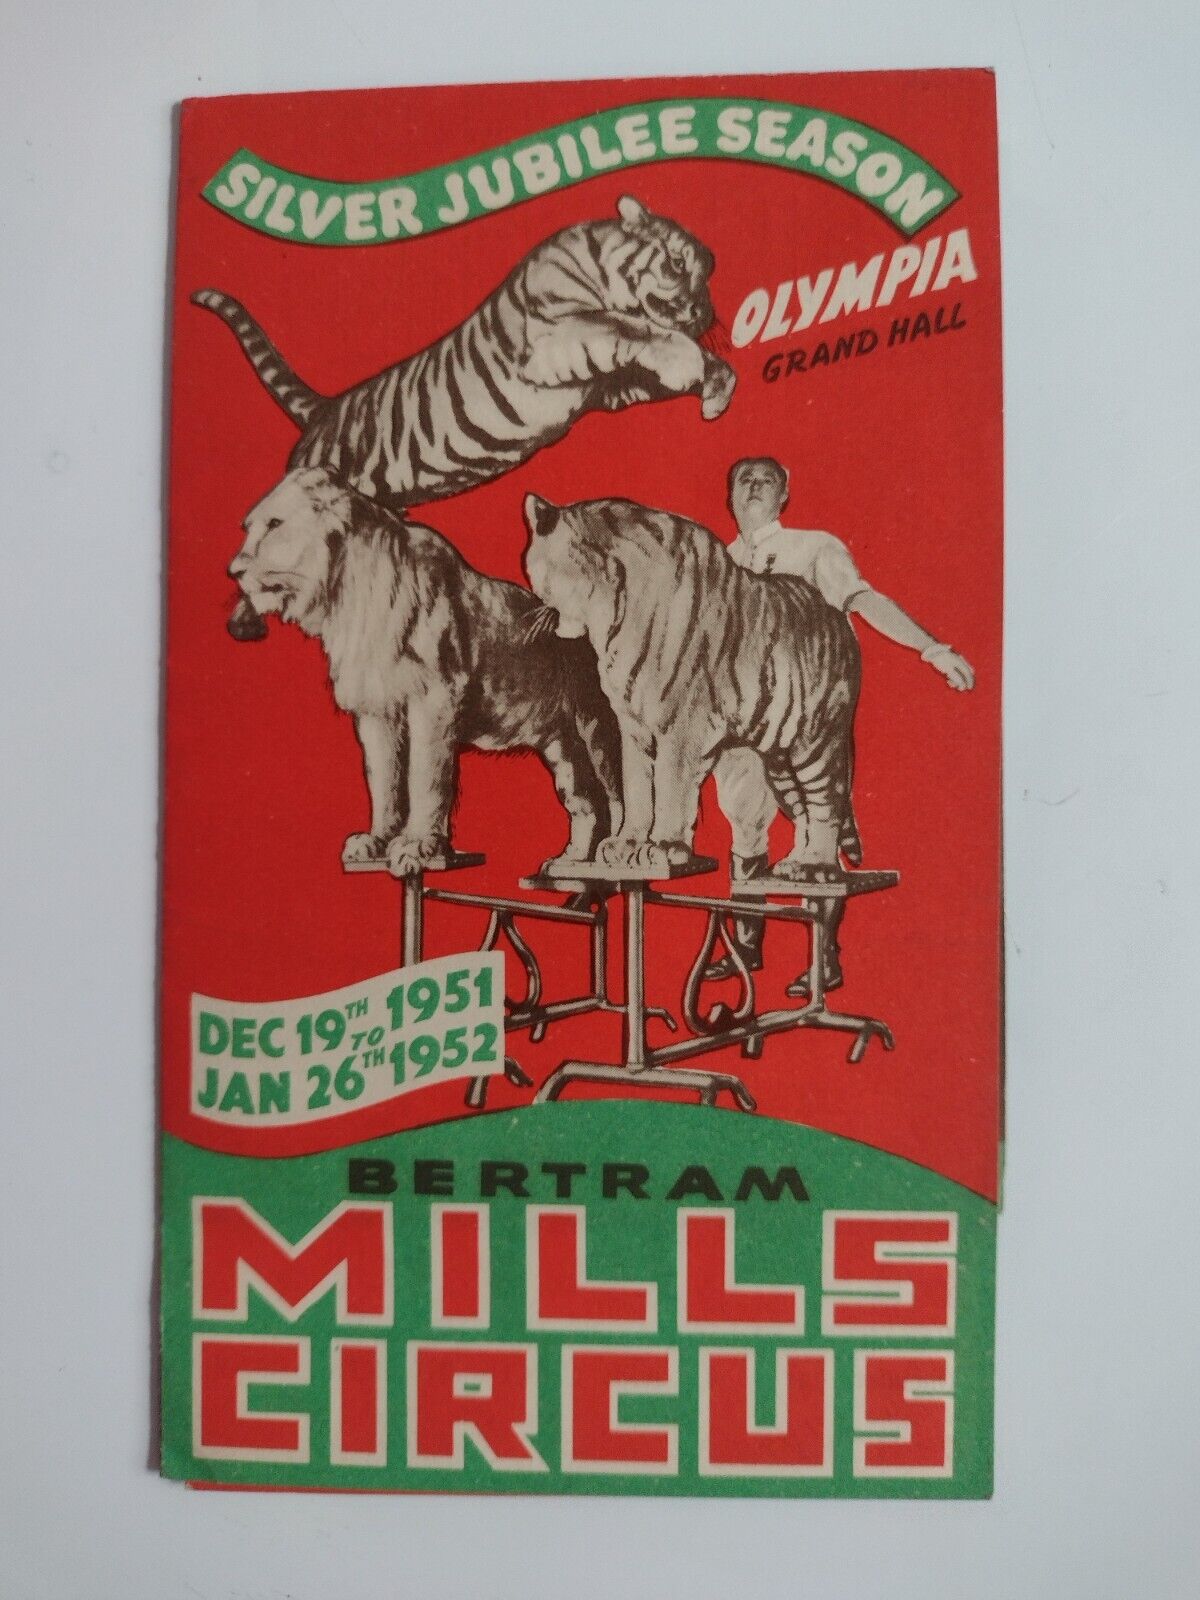 SILVER JUBILEE SEASON
OLYMPIA
GRAND HALL
DEC 19TH 1951
TO
JAN 26TH 1952
BERTRAM
MILLS
CIRCUS